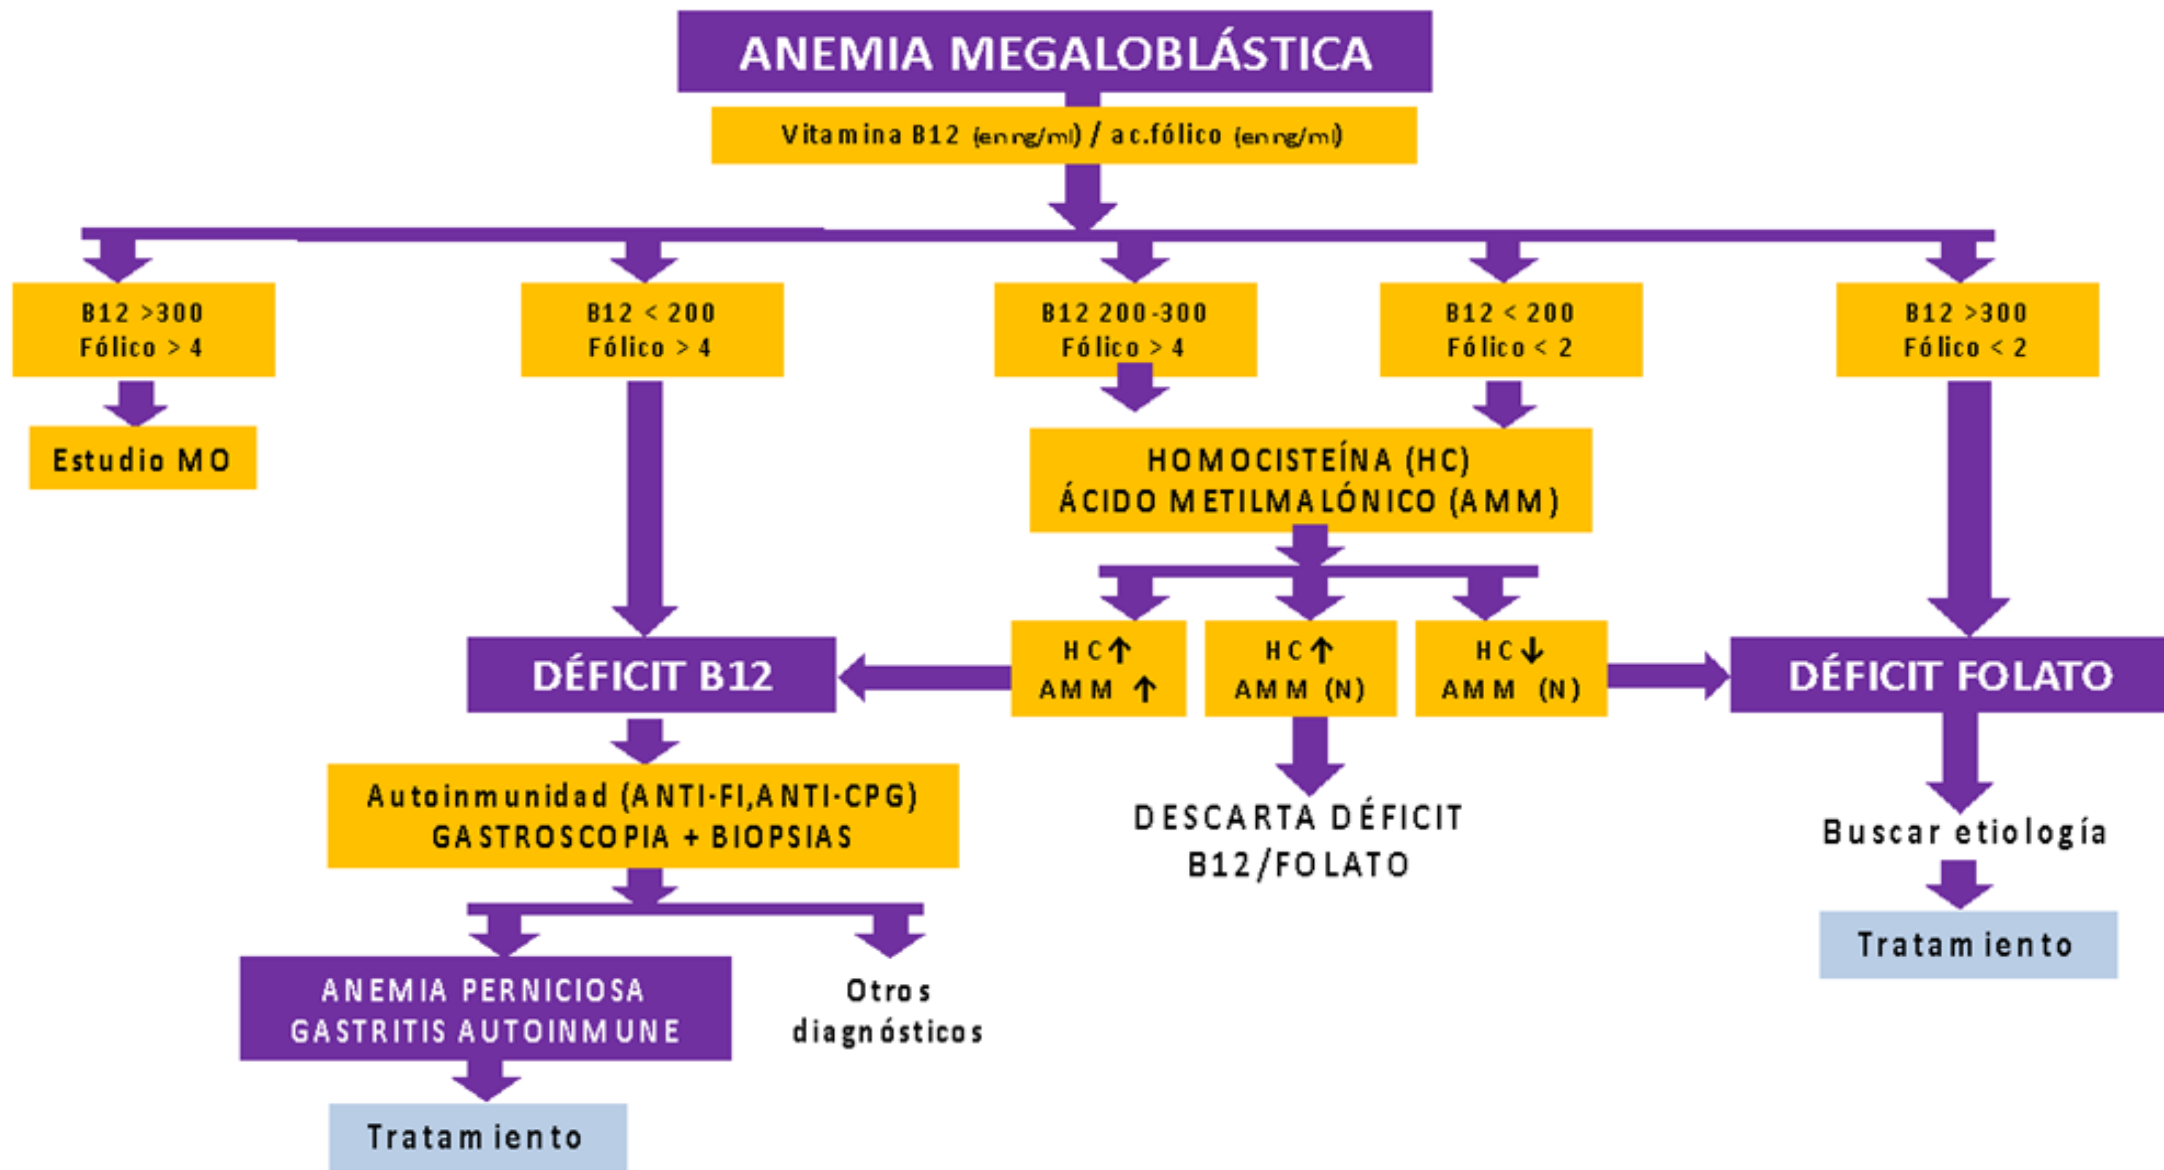 ANEMIA MEGALOBLÁSTICA
Vitamina B12 (en ng/ml) / ac.fólico (en ng/ml)
B12 >300
Fólico > 4
B12 < 200
Fólico > 4
B12 200-300
Fólico > 4
B12 < 200
Fólico < 2
B12 >300
Fólico < 2
Estudio MO
HOMOCISTEÍNA (HC)
ÁCIDO METILMALÓNICO (AMM)
HC↑
AMM ↑
HC↑
AMM (N)
HC↓
AMM (N)
DÉFICIT B12
DÉFICIT FOLATO
Autoinmunidad (ANTI-FI,ANTI-CPG)
GASTROSCOPIA + BIOPSIAS
DESCARTA DÉFICIT
B12/FOLATO
Buscar etiología
Tratamiento
ANEMIA PERNICIOSA
GASTRITIS AUTOINMUNE
Otros
diagnósticos
Tratamiento